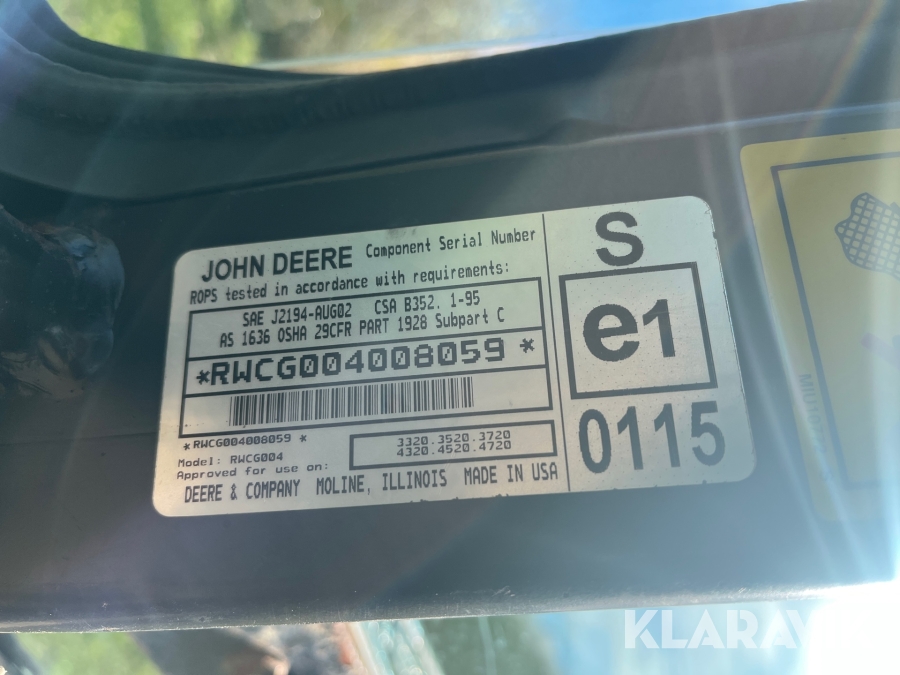 JOHN DEERE Component Serial Number
ROPS tested in accordance with requirements:
SAE J2194-AUG02 CSA B352. 1-95
AS 1636 OSHA 29CFR PART 1928 Subpart C
*RWCG004008059 *
*RWCG004008059 *
Model: RWCG004
Approved for use on:
3320.3520.3720
4320.4520.4720
DEERE & COMPANY MOLINE, ILLINOIS MADE IN USA
S
e1
0115